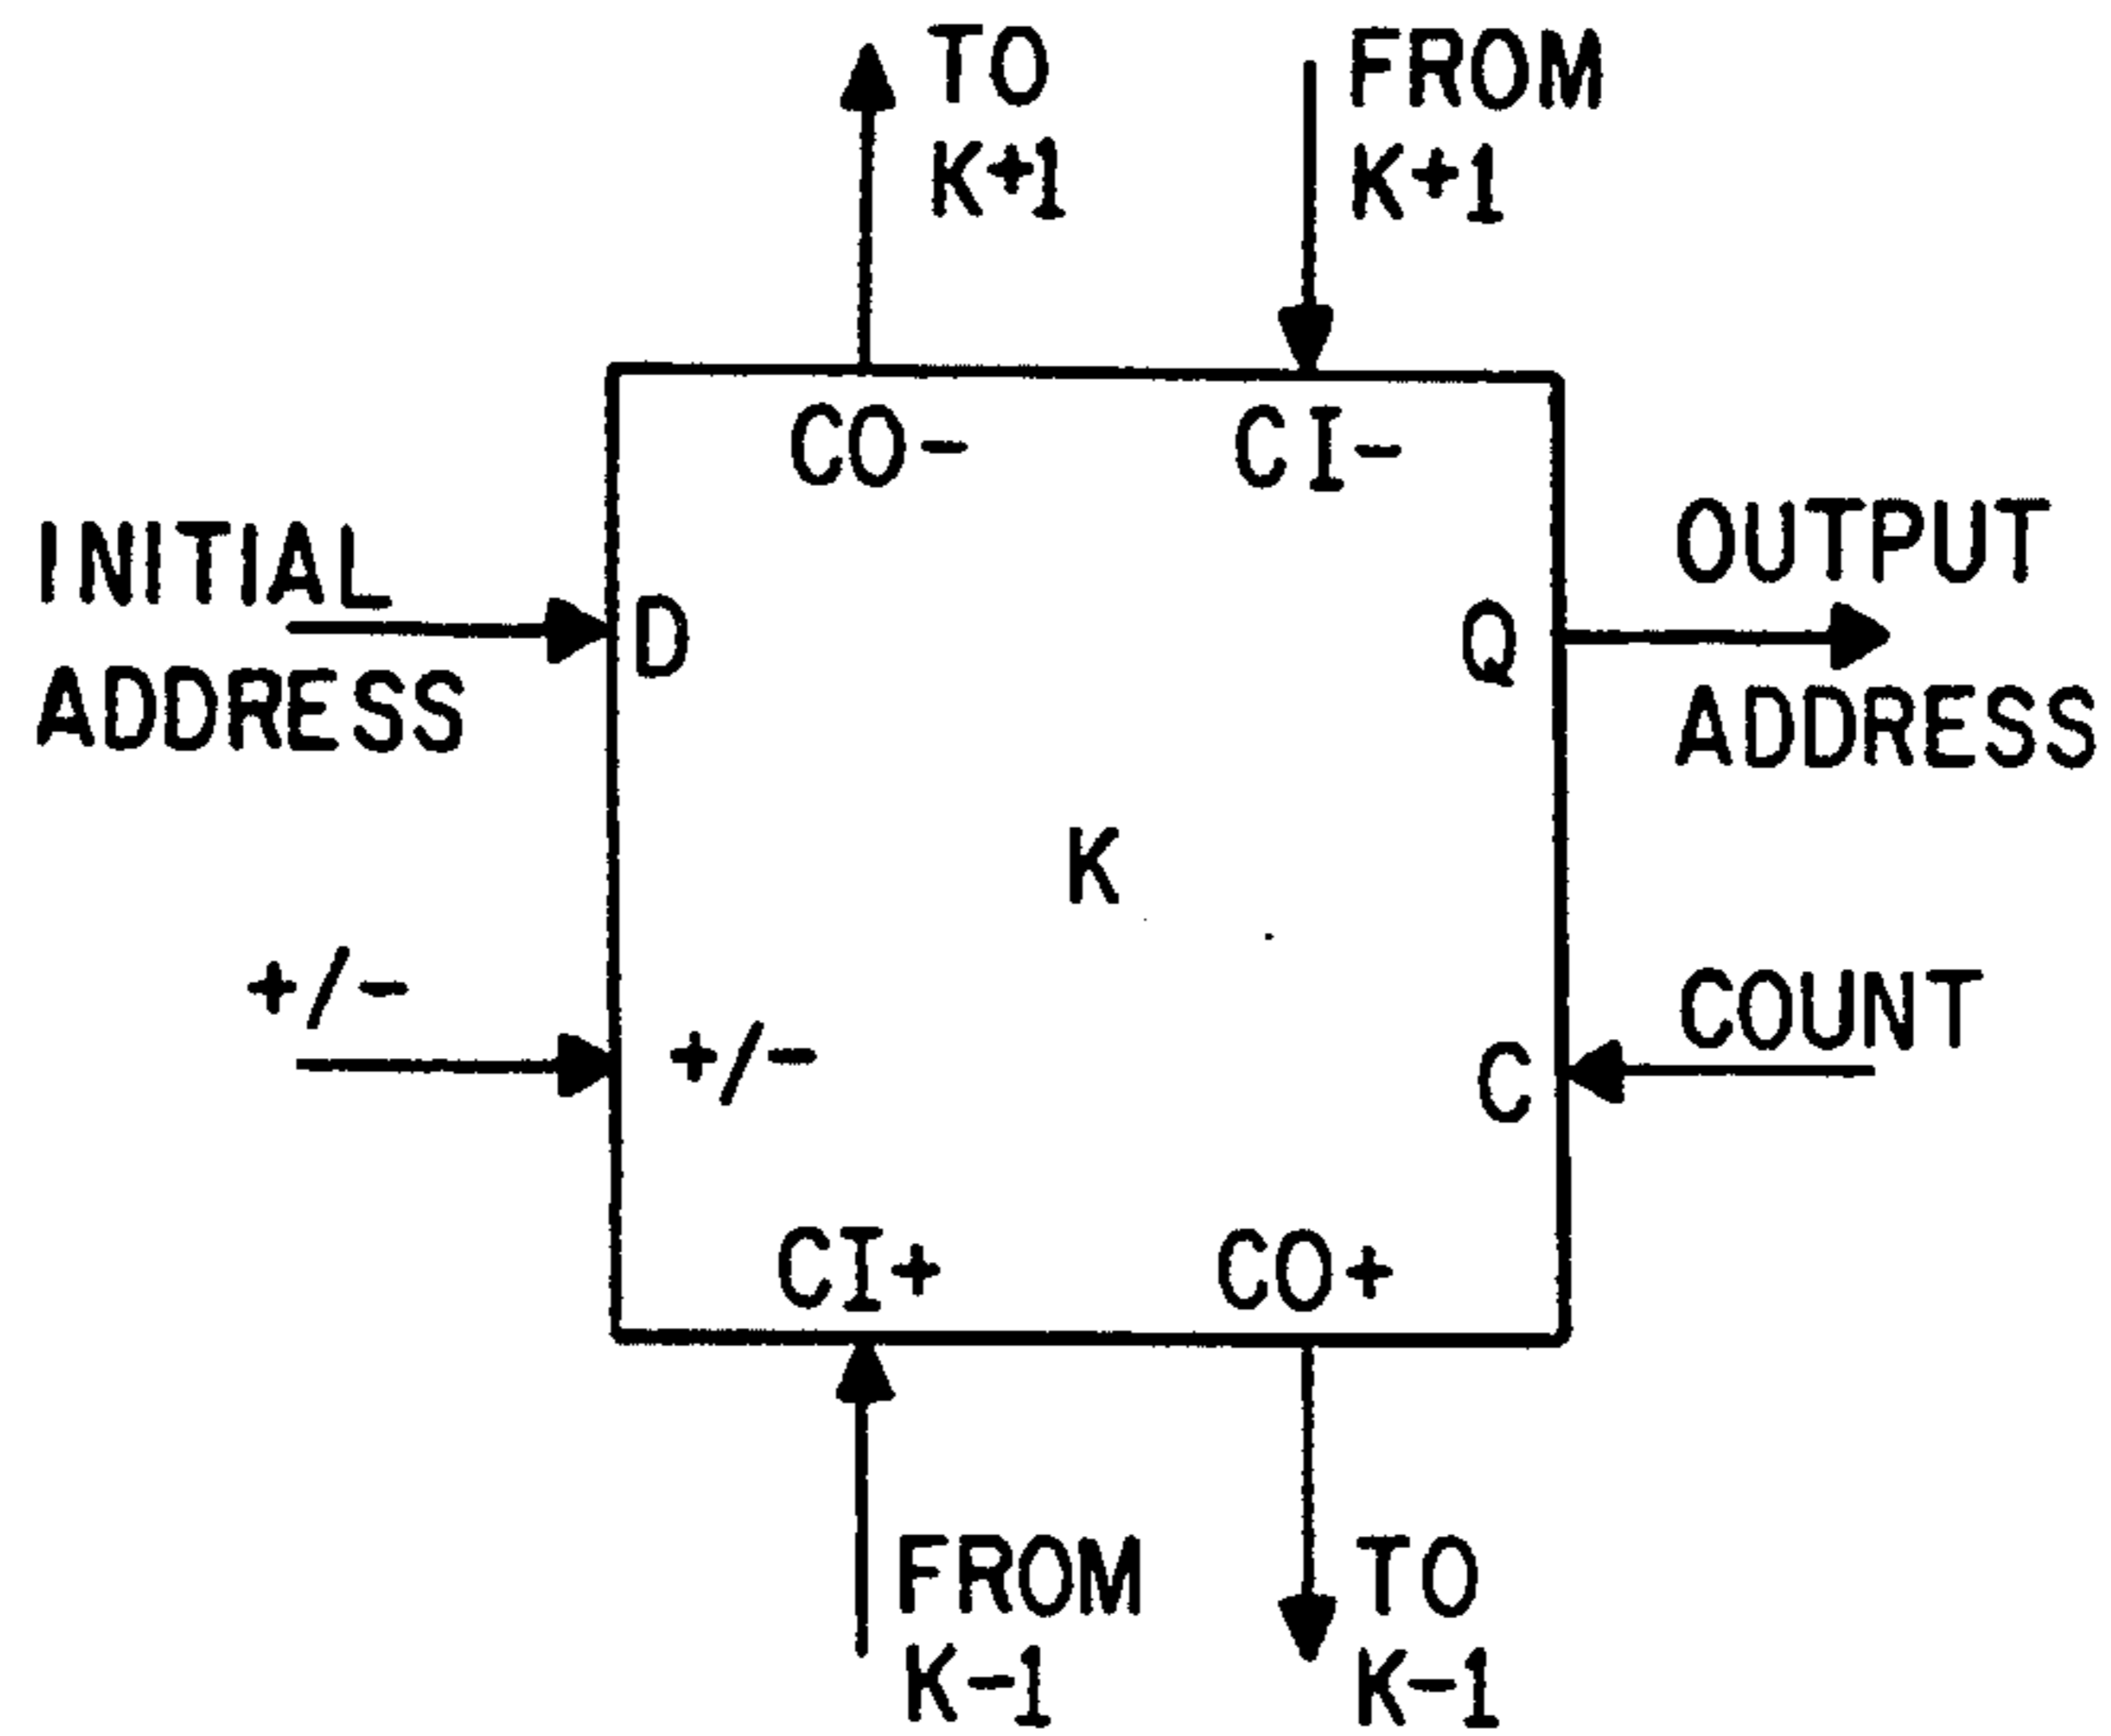 TO
K+1
FROM
K+1
CO-
CI-
INITIAL
ADDRESS
D
Q
OUTPUT
ADDRESS
K
+/-
+/-
COUNT
C
CI+
CO+
FROM
K-1
TO
K-1